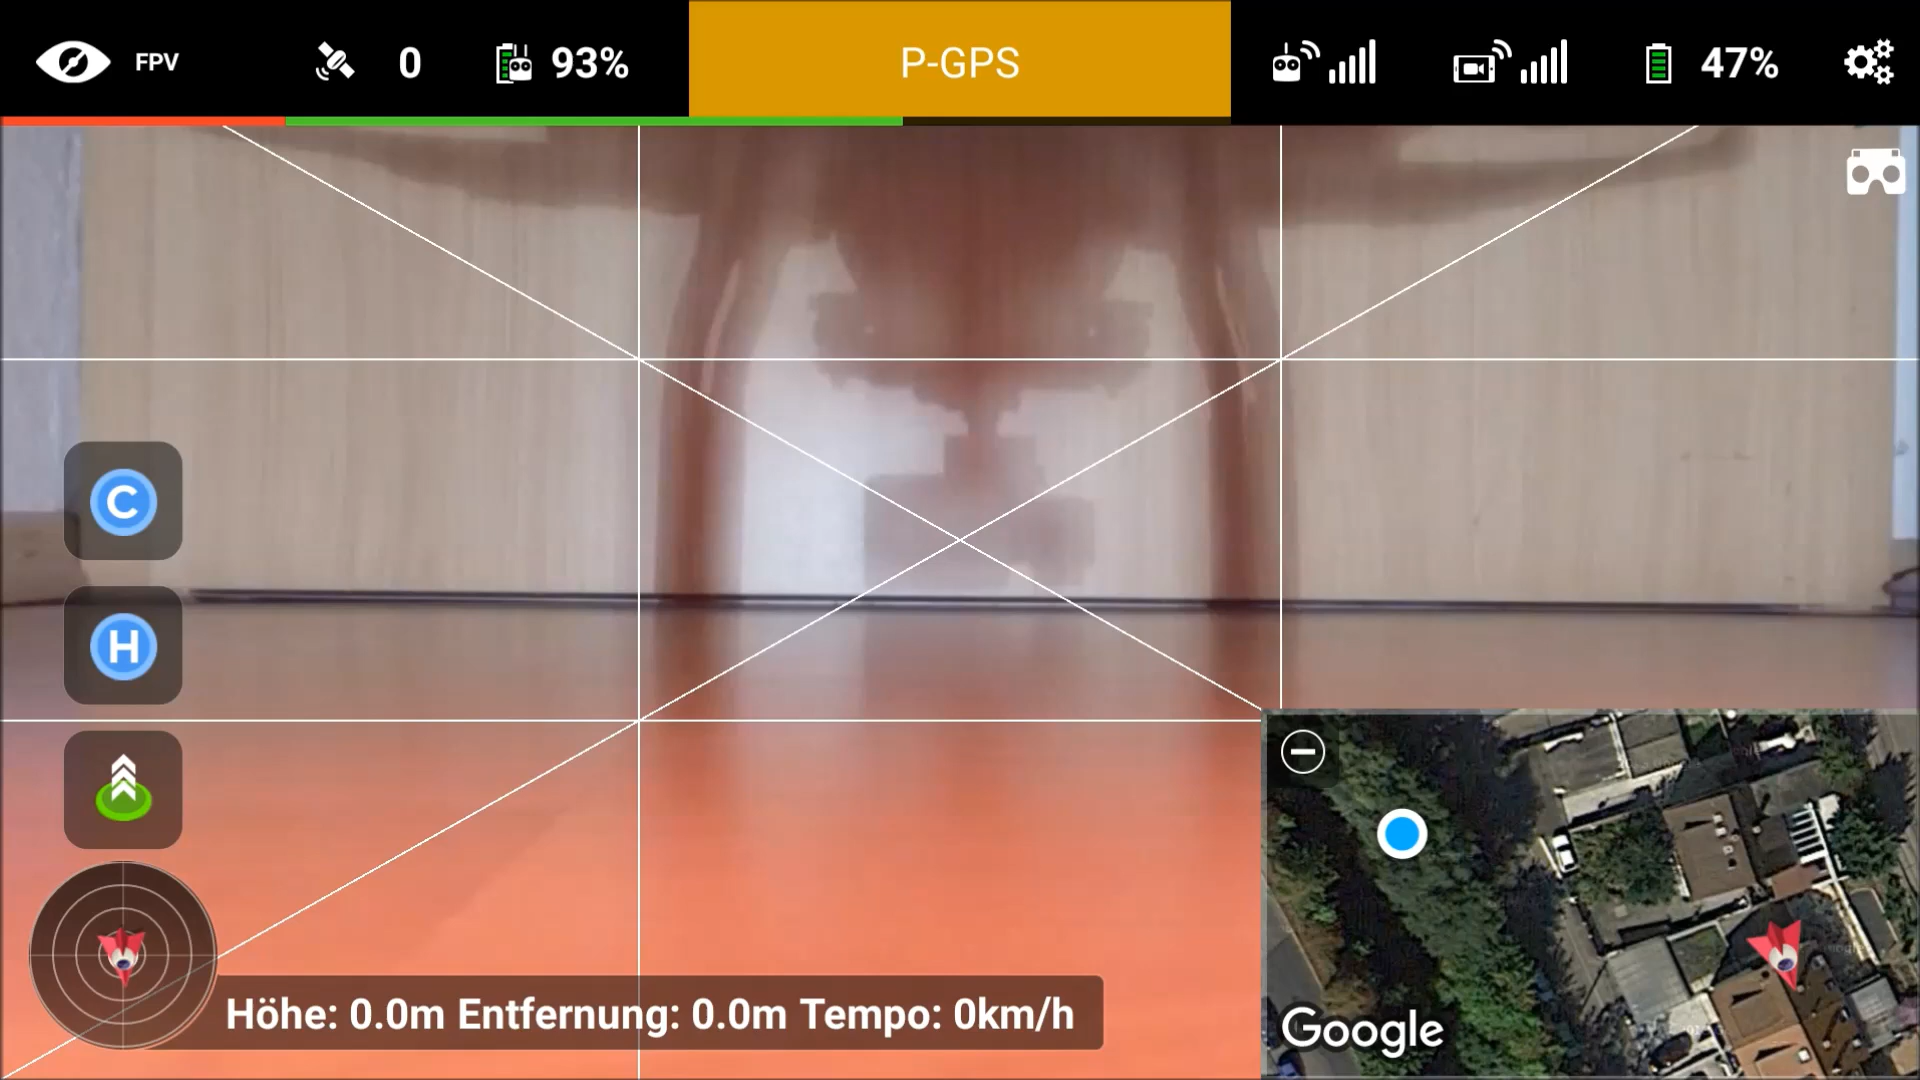 FPV
0
93%
P-GPS
47%
C
H
Höhe: 0.0m Entfernung: 0.0m Tempo: 0km/h
Google